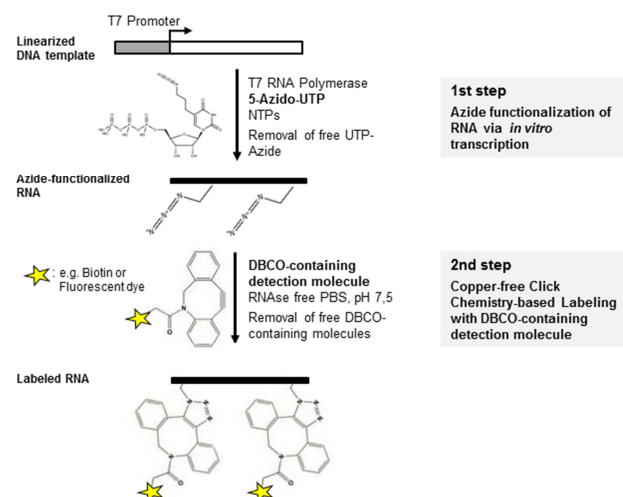 T7 Promoter
Linearized
DNA template
T7 RNA Polymerase
5-Azido-UTP
NTPs
Removal of free UTP-
Azide
1st step
Azide functionalization of
RNA via in vitro
transcription
Azide-functionalized
RNA
: e.g. Biotin or
Fluorescent dye
DBCO-containing
detection molecule
RNAse free PBS, pH 7,5
Removal of free DBCO-
containing molecules
2nd step
Copper-free Click
Chemistry-based Labeling
with DBCO-containing
detection molecule
Labeled RNA